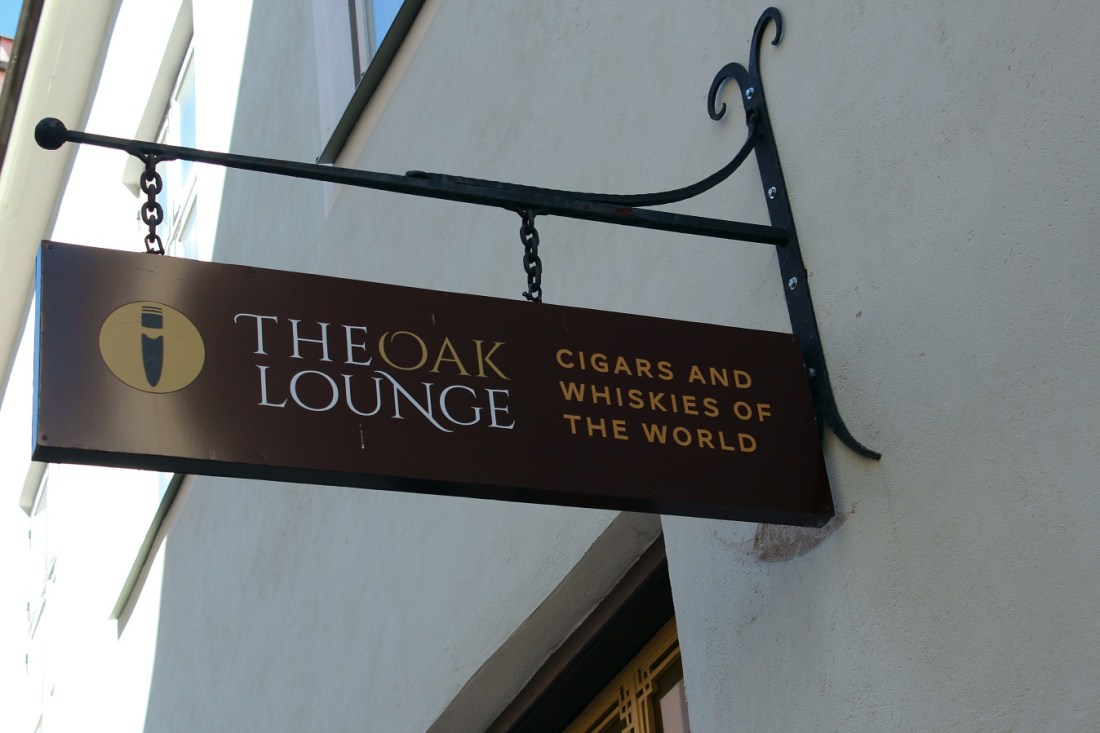 THE OAK
LOUNGE
CIGARS AND
WHISKIES OF
THE WORLD